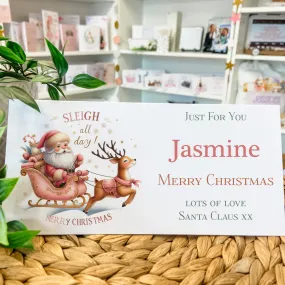 SLEIGH
all
day!
MERRY CHRISTMAS
Just For You
Jasmine
Merry Christmas
lots of love
Santa Claus xx